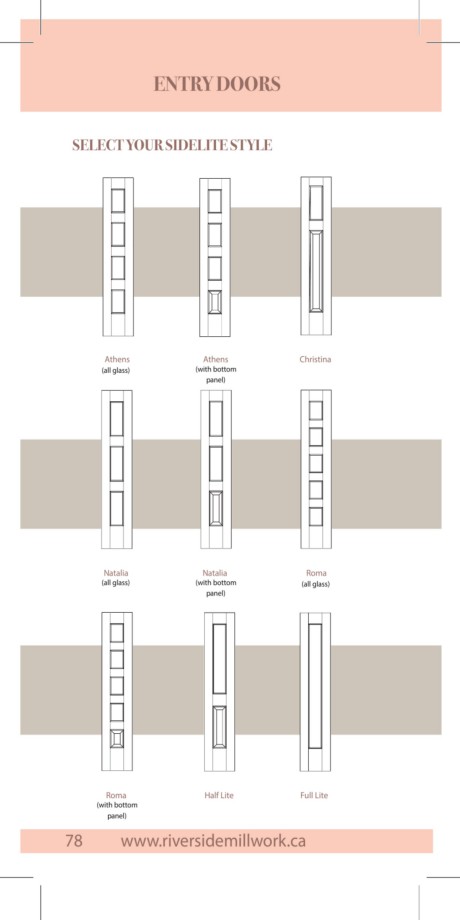 ENTRY DOORS
SELECT YOUR SIDELITE STYLE
Athens
(all glass)
Athens
(with bottom
panel)
Christina
Natalia
(all glass)
Natalia
(with bottom
panel)
Roma
(all glass)
Roma
(with bottom
panel)
Half Lite
Full Lite
78 www.riversidemillwork.ca